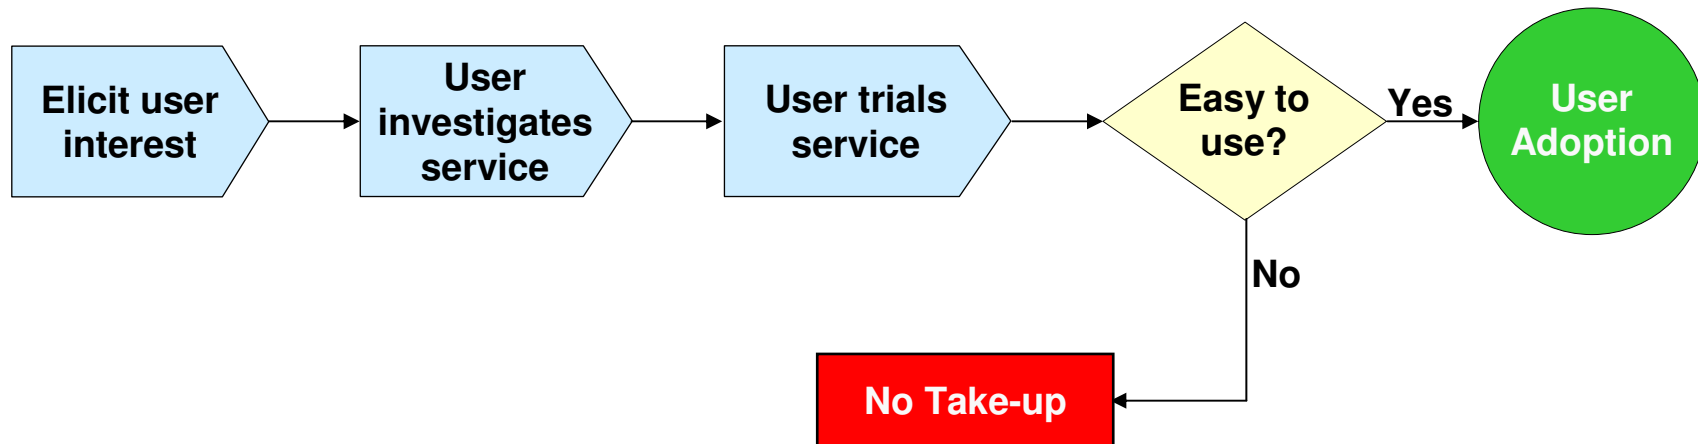 Elicit user
interest
User
investigates
service
User trials
service
Easy to
use?
Yes
User
Adoption
No
No Take-up